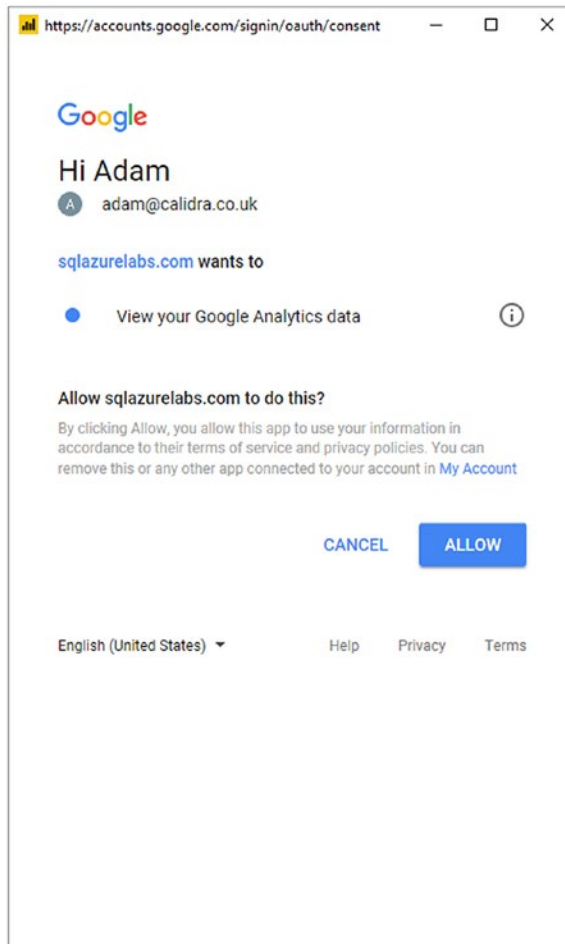 https://accounts.google.com/signin/oauth/consent
Google
Hi Adam
A adam@calidra.co.uk
sqlazurelabs.com wants to
View your Google Analytics data
Allow sqlazurelabs.com to do this?
By clicking Allow, you allow this app to use your information in
accordance to their terms of service and privacy policies. You can
remove this or any other app connected to your account in My Account
CANCEL ALLOW
English (United States) Help Privacy Terms